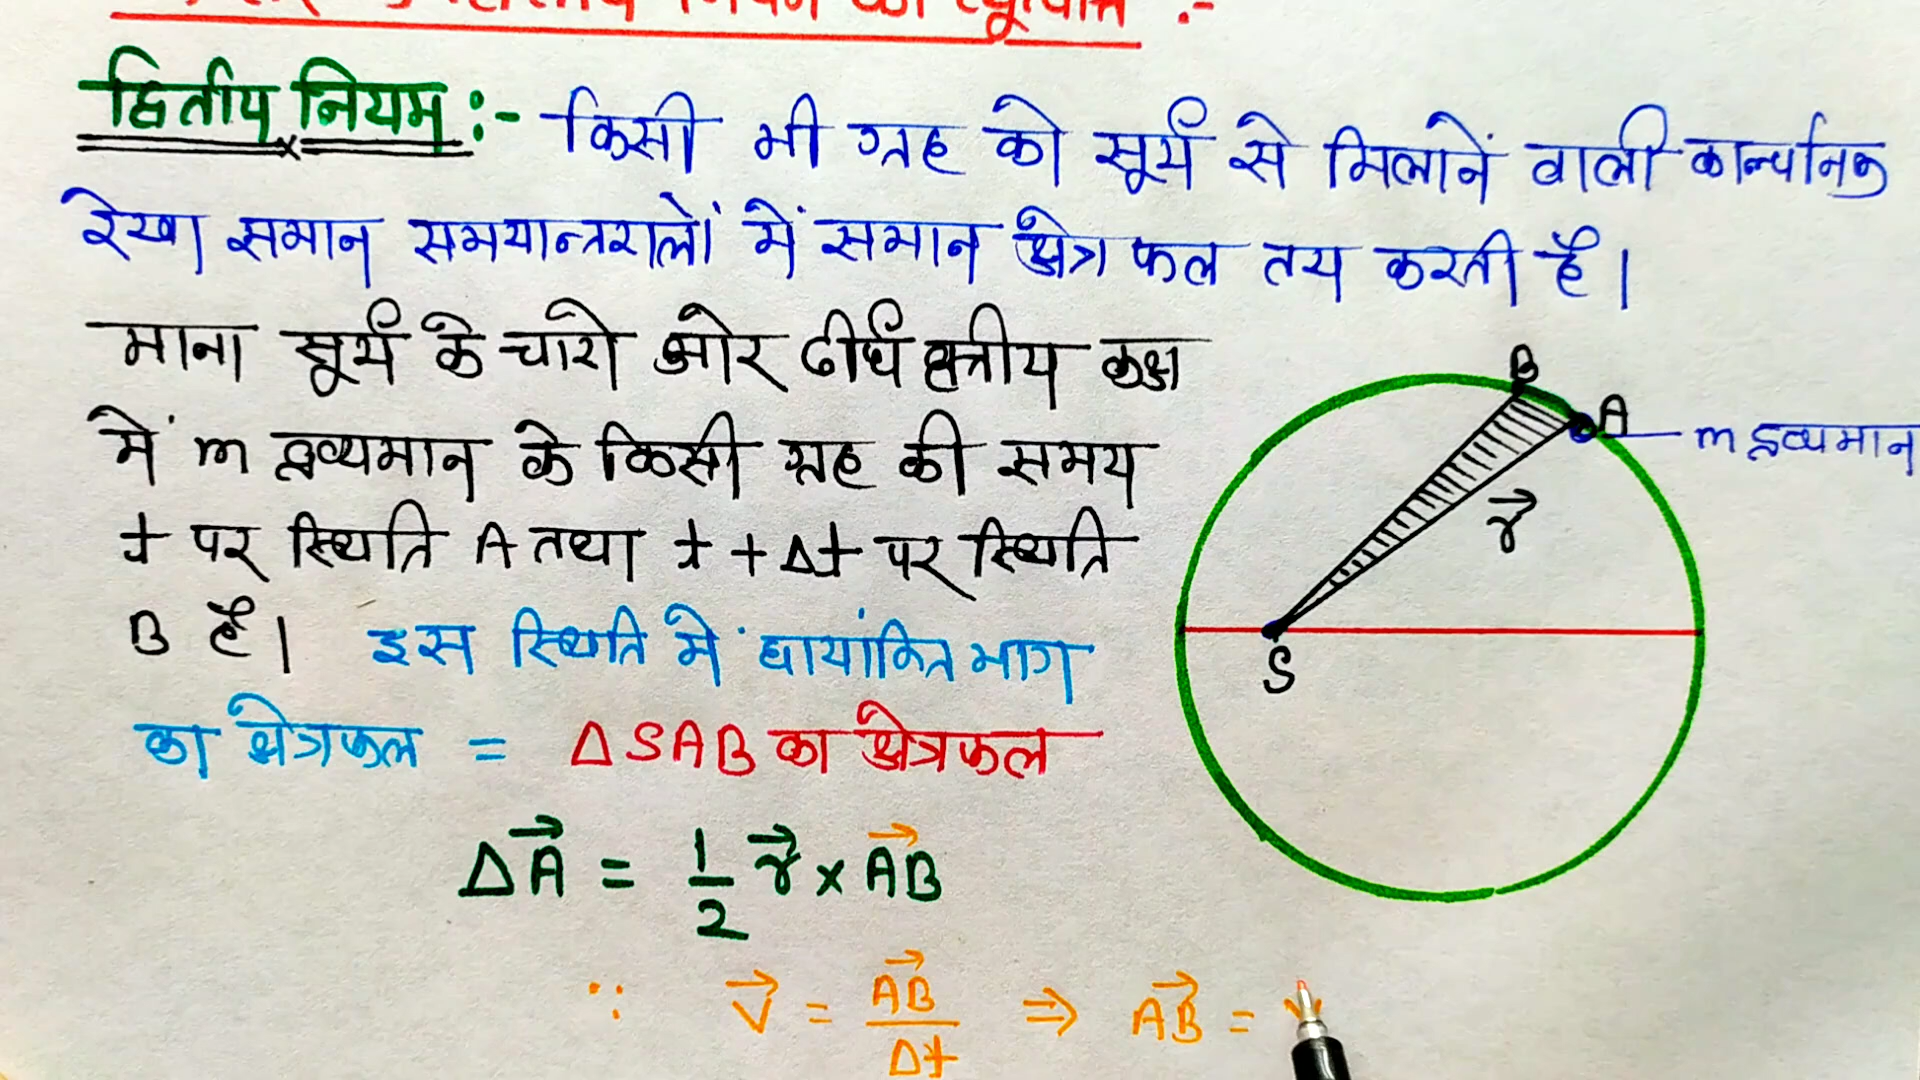 द्वितीय नियम :- किसी भी ग्रह को सूर्य से मिलानें वाली काल्पनिक
रेखा समान समयान्तरालों में समान क्षेत्रफल तय करती है।
माना सूर्य के चारो ओर दीर्घवृत्तीय कक्ष
में m द्रव्यमान के किसी ग्रह की समय
t पर स्थिति A तथा t + Δt पर स्थिति
B है। इस स्थिति में छायांकित भाग
का क्षेत्रफल = ΔSAB का क्षेत्रफल
ΔA⃗ = 1/2 r⃗ × AB⃗
∵ V⃗ = AB⃗/Δt ⇒ AB⃗ =
B
A
m द्रव्यमान
r⃗
S